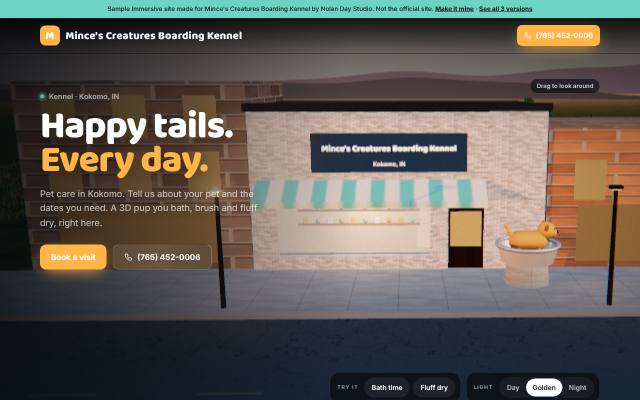 Sample Immersive site made for Mince's Creatures Boarding Kennel by Nolan Day Studio. Not the official site. Make it mine · See all 3 versions
M Mince's Creatures Boarding Kennel
(765) 452-0006
Drag to look around
Kennel · Kokomo, IN
Happy tails.
Every day.
Mince's Creatures Boarding Kennel
Kokomo, IN
Pet care in Kokomo. Tell us about your pet and the
dates you need. A 3D pup you bath, brush and fluff
dry, right here.
Book a visit
(765) 452-0006
TRY IT Bath time Fluff dry
LIGHT Day Golden Night